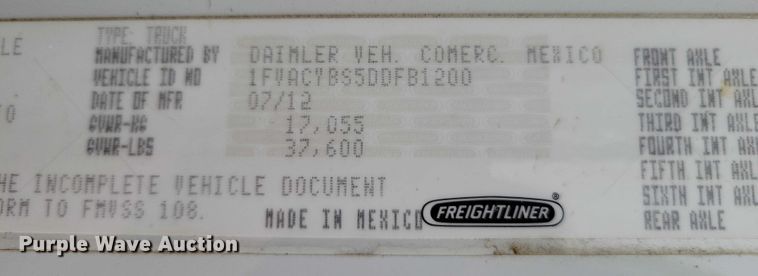 TYPE: TRUCK
MANUFACTURED BY DAIMLER VEH. COMERC. MEXICO
VEHICLE ID NO 1FVACYBS5DDFB1200
DATE OF MFR 07/12
GVWR-KG 17,055
GVWR-LBS 37,600
HE INCOMPLETE VEHICLE DOCUMENT
ORM TO FMVSS 108.
MADE IN MEXICO
FREIGHTLINER ®
FRONT AXLE
FIRST INT AXLE
SECOND INT AXL
THIRD INT AXLE
FOURTH INT AXL
FIFTH INT AXL
SIXTH INT AXL
REAR AXLE
LE
TO
Purple Wave Auction